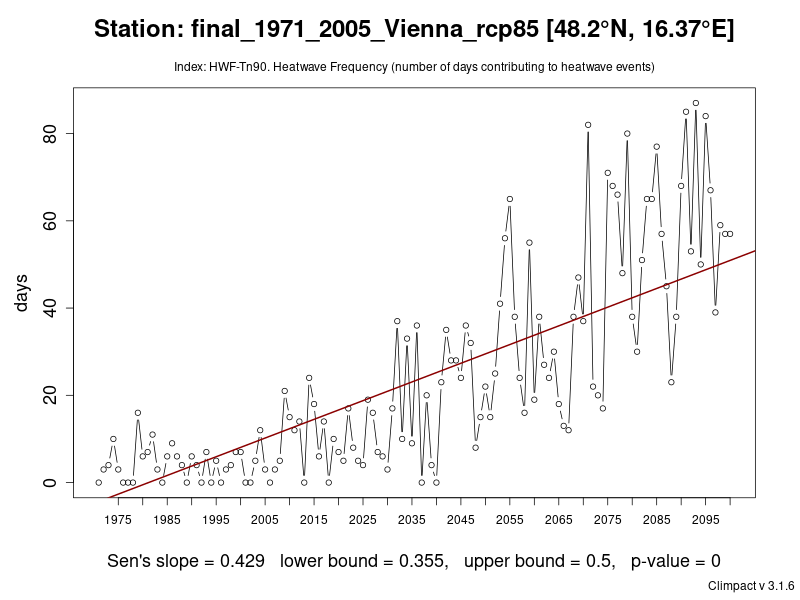 Station: final_1971_2005_Vienna_rcp85 [48.2°N, 16.37°E]
Index: HWF-Tn90. Heatwave Frequency (number of days contributing to heatwave events)
80
60
40
20
0
days
1975 1985 1995 2005 2015 2025 2035 2045 2055 2065 2075 2085 2095
Sen's slope = 0.429 lower bound = 0.355, upper bound = 0.5, p-value = 0
Climpact v 3.1.6